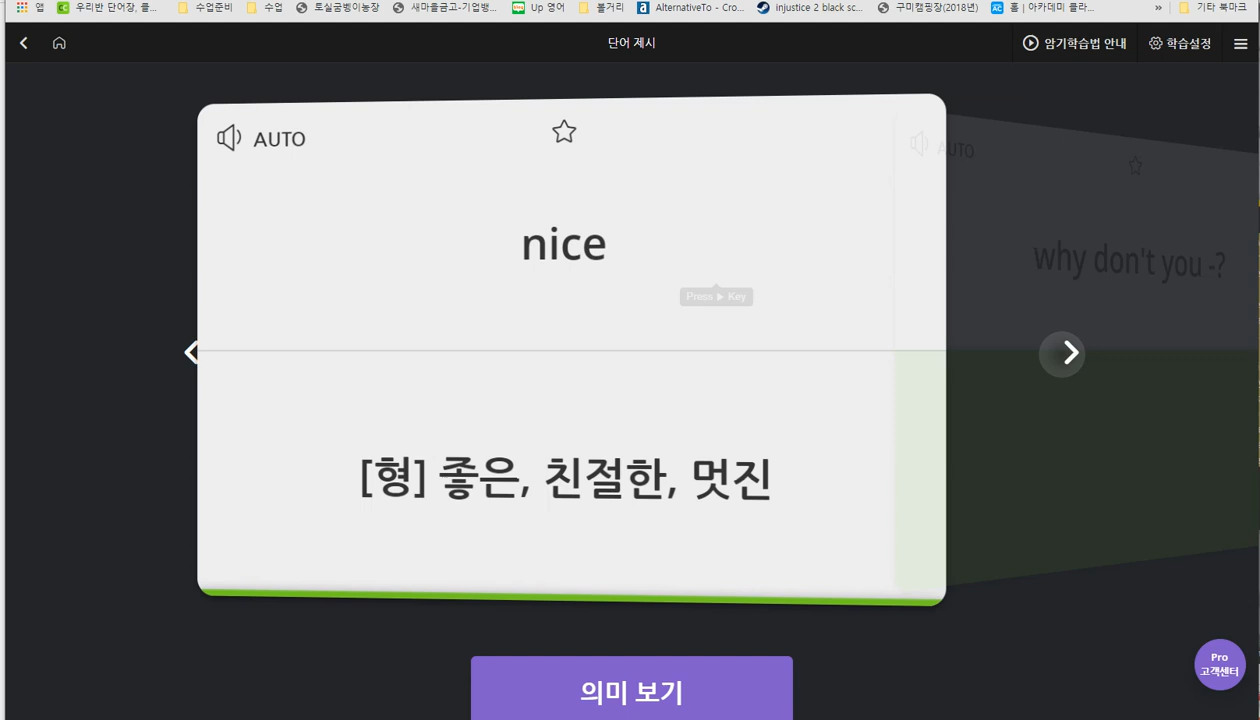 앱 우리반 단어장, 클... 수업준비 수업 토실굼벵이농장 새마을금고-기업뱅... Up 영어 볼거리 AlternativeTo - Cro... injustice 2 black sc... 구미캠핑장(2018년) 홈 | 아카데미 클라... » 기타 북마크
단어 제시 암기학습법 안내 학습설정
AUTO
AUTO
nice
why don't you -?
Press ▶ Key
[형] 좋은, 친절한, 멋진
Pro
고객센터
의미 보기